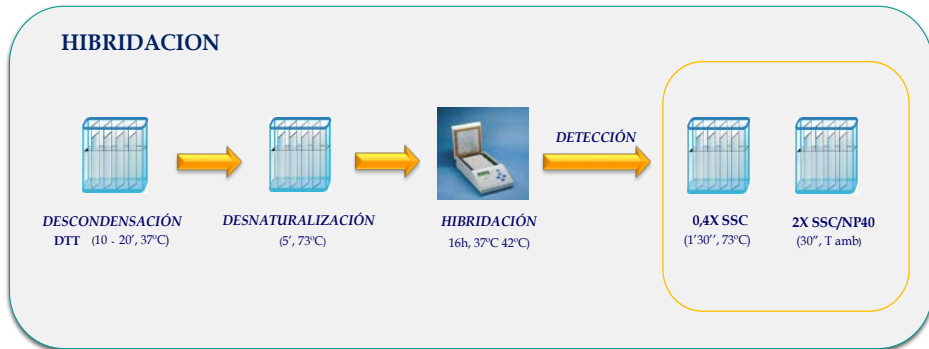 HIBRIDACION
DETECCIÓN
DESCONDENSACIÓN
DTT (10 - 20’, 37ºC)
DESNATURALIZACIÓN
(5’, 73ºC)
HIBRIDACIÓN
16h, 37ºC 42ºC)
0,4X SSC
(1’30’’, 73ºC)
2X SSC/NP40
(30”, T amb)